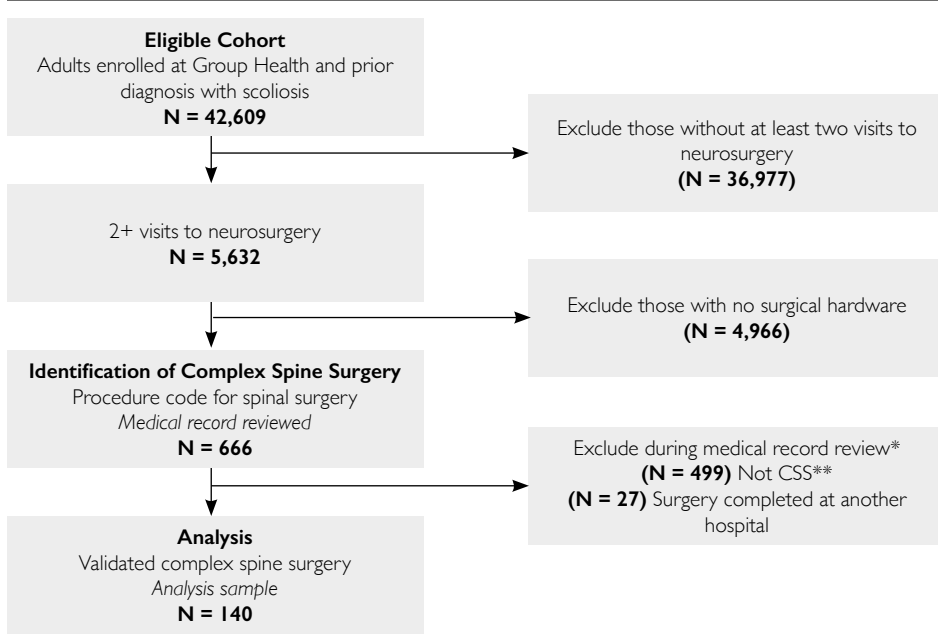 Eligible Cohort
Adults enrolled at Group Health and prior
diagnosis with scoliosis
N = 42,609
Exclude those without at least two visits to
neurosurgery
(N = 36,977)
2+ visits to neurosurgery
N = 5,632
Exclude those with no surgical hardware
(N = 4,966)
Identification of Complex Spine Surgery
Procedure code for spinal surgery
Medical record reviewed
N = 666
Exclude during medical record review*
(N = 499) Not CSS**
(N = 27) Surgery completed at another
hospital
Analysis
Validated complex spine surgery
Analysis sample
N = 140